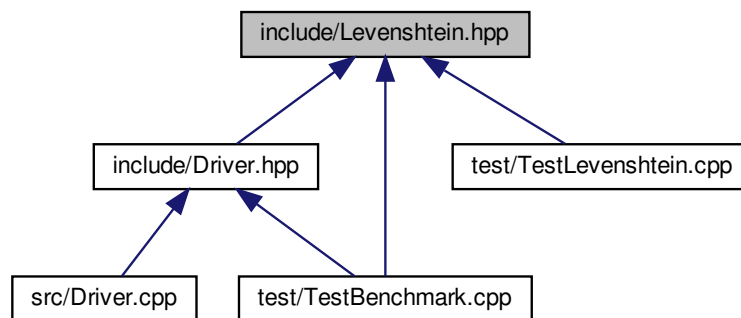 include/Levenshtein.hpp
include/Driver.hpp
test/TestLevenshtein.cpp
src/Driver.cpp
test/TestBenchmark.cpp